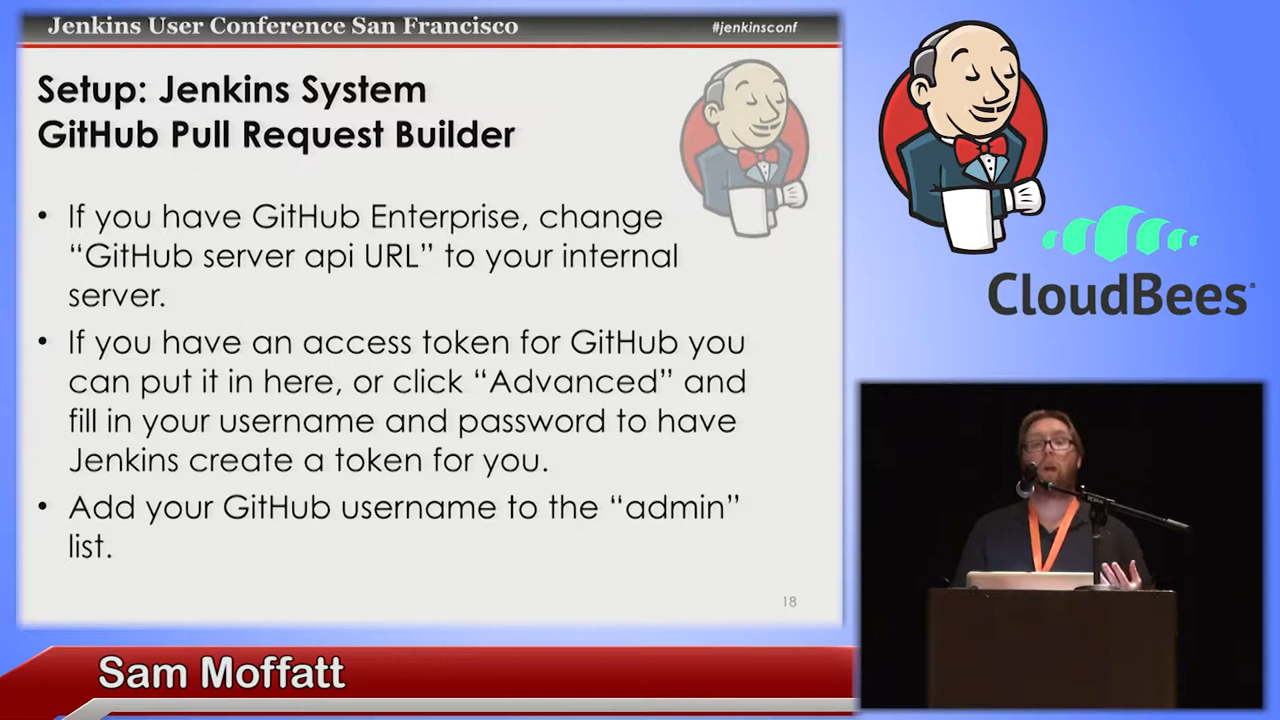 Jenkins User Conference San Francisco
#jenkinsconf
Setup: Jenkins System
GitHub Pull Request Builder
• If you have GitHub Enterprise, change
“GitHub server api URL” to your internal
server.
• If you have an access token for GitHub you
can put it in here, or click “Advanced” and
fill in your username and password to have
Jenkins create a token for you.
• Add your GitHub username to the “admin”
list.
18
CloudBees
Sam Moffatt